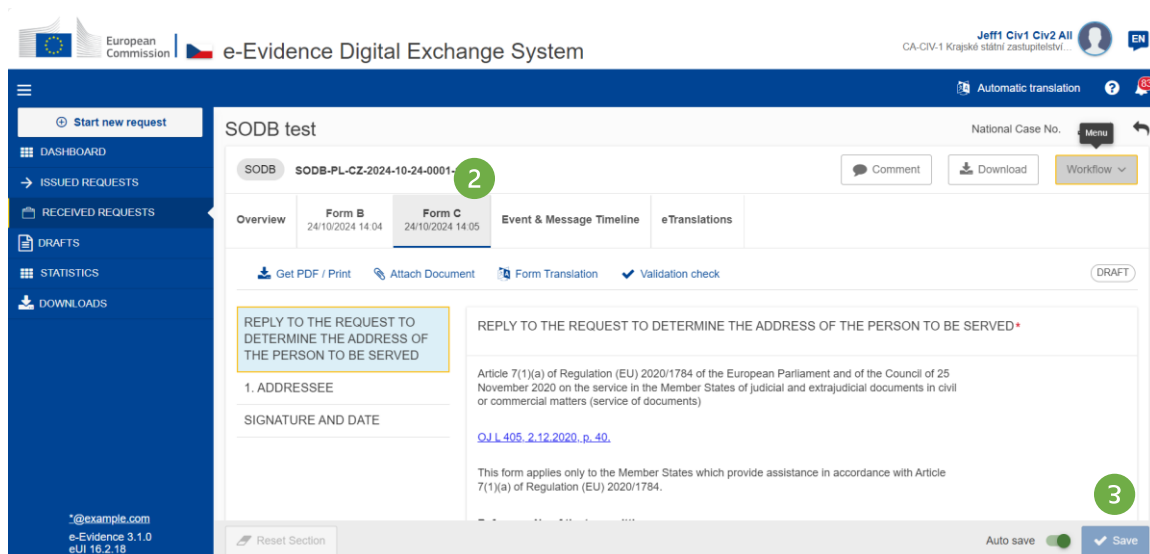 European
Commission
e-Evidence Digital Exchange System
Jeff1 Civ1 Civ2 All
CA-CIV-1 Krajské státní zastupitelství...
EN
Automatic translation
?
83
Start new request
DASHBOARD
ISSUED REQUESTS
RECEIVED REQUESTS
DRAFTS
STATISTICS
DOWNLOADS
*@example.com
e-Evidence 3.1.0
eUI 16.2.18
SODB test
National Case No.
Menu
SODB
SODB-PL-CZ-2024-10-24-0001-
2
Comment
Download
Workflow
Overview
Form B
24/10/2024 14:04
Form C
24/10/2024 14:05
Event & Message Timeline
eTranslations
Get PDF / Print
Attach Document
Form Translation
Validation check
DRAFT
REPLY TO THE REQUEST TO
DETERMINE THE ADDRESS OF
THE PERSON TO BE SERVED
1. ADDRESSEE
SIGNATURE AND DATE
REPLY TO THE REQUEST TO DETERMINE THE ADDRESS OF THE PERSON TO BE SERVED*
Article 7(1)(a) of Regulation (EU) 2020/1784 of the European Parliament and of the Council of 25
November 2020 on the service in the Member States of judicial and extrajudicial documents in civil
or commercial matters (service of documents)
OJ L 405, 2.12.2020, p. 40.
This form applies only to the Member States which provide assistance in accordance with Article
7(1)(a) of Regulation (EU) 2020/1784.
3
Reset Section
Auto save
Save